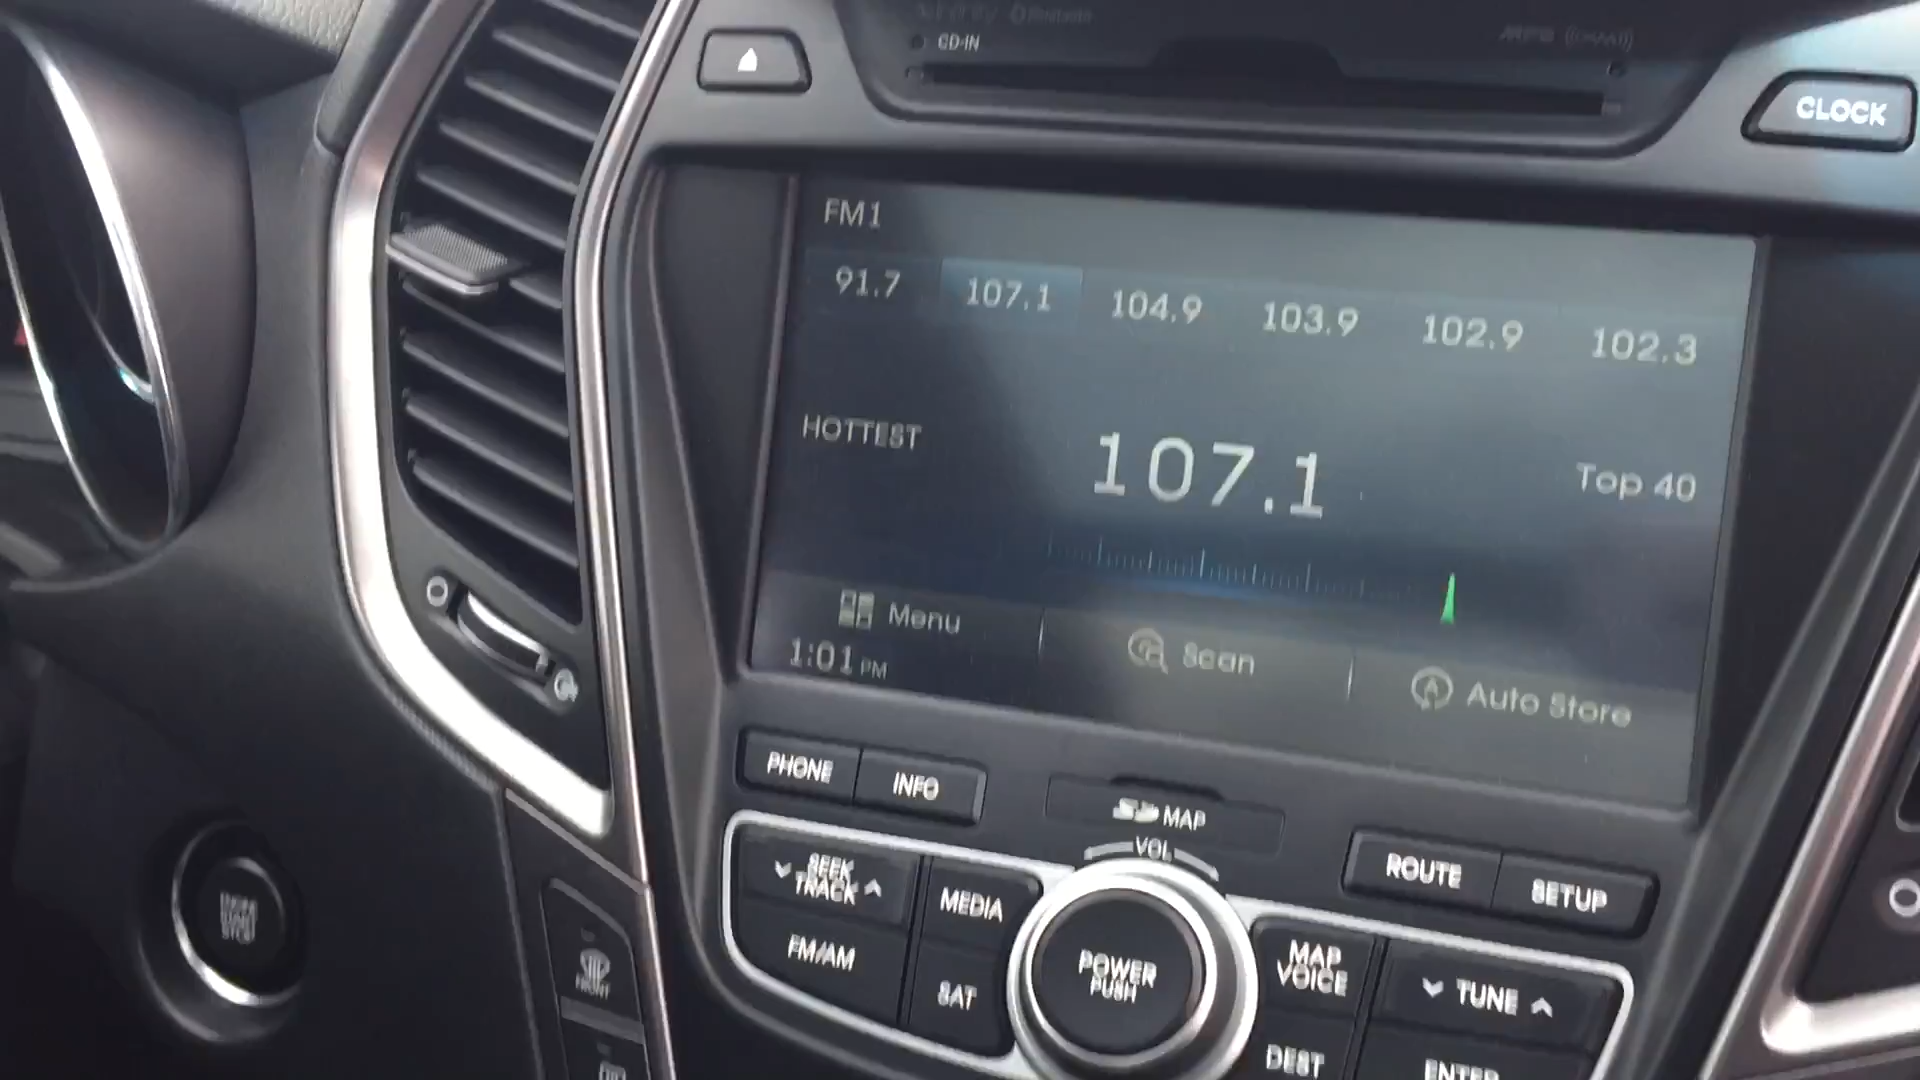 CD-IN
CLOCK
FM1
91.7 107.1 104.9 103.9 102.9 102.3
HOTTEST 107.1 Top 40
Menu Scan Auto Store
1:01 PM
PHONE INFO
MAP
VOL
ROUTE SETUP
SEEK
TRACK
MEDIA
FM/AM
SAT
POWER
PUSH
MAP
VOICE
TUNE
DEST
ENTER
FRONT